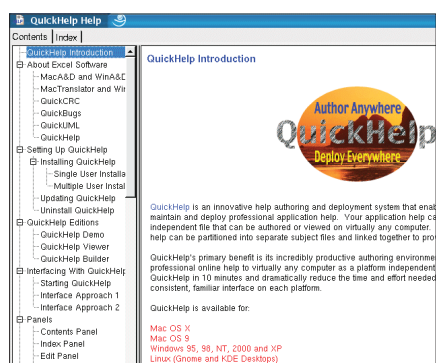 QuickHelp Help
Contents Index
QuickHelp Introduction
About Excel Software
MacA&D and WinA&D
MacTranslator and Wir
QuickCRC
QuickBugs
QuickUML
QuickHelp
Setting Up QuickHelp
Installing QuickHelp
Single User Installa
Multiple User Instal
Updating QuickHelp
Uninstall QuickHelp
QuickHelp Editions
QuickHelp Demo
QuickHelp Viewer
QuickHelp Builder
Interfacing With QuickHelp
Starting QuickHelp
Interface Approach 1
Interface Approach 2
Panels
Contents Panel
Index Panel
Edit Panel
QuickHelp Introduction
Author Anywhere
QuickHelp
Deploy Everywhere
QuickHelp is an innovative help authoring and deployment system that enab
maintain and deploy professional application help. Your application help ca
independent file that can be authored or viewed on virtually any computer.
help can be partitioned into separate subject files and linked together to pro
QuickHelp's primary benefit is its incredibly productive authoring environme
professional online help to virtually any computer as a platform independent
QuickHelp in 10 minutes and dramatically reduce the time and effort needed
consistent, familiar interface on each platform.
QuickHelp is available for:
Mac OS X
Mac OS 9
Windows 95, 98, NT, 2000 and XP
Linux (Gnome and KDE Desktops)